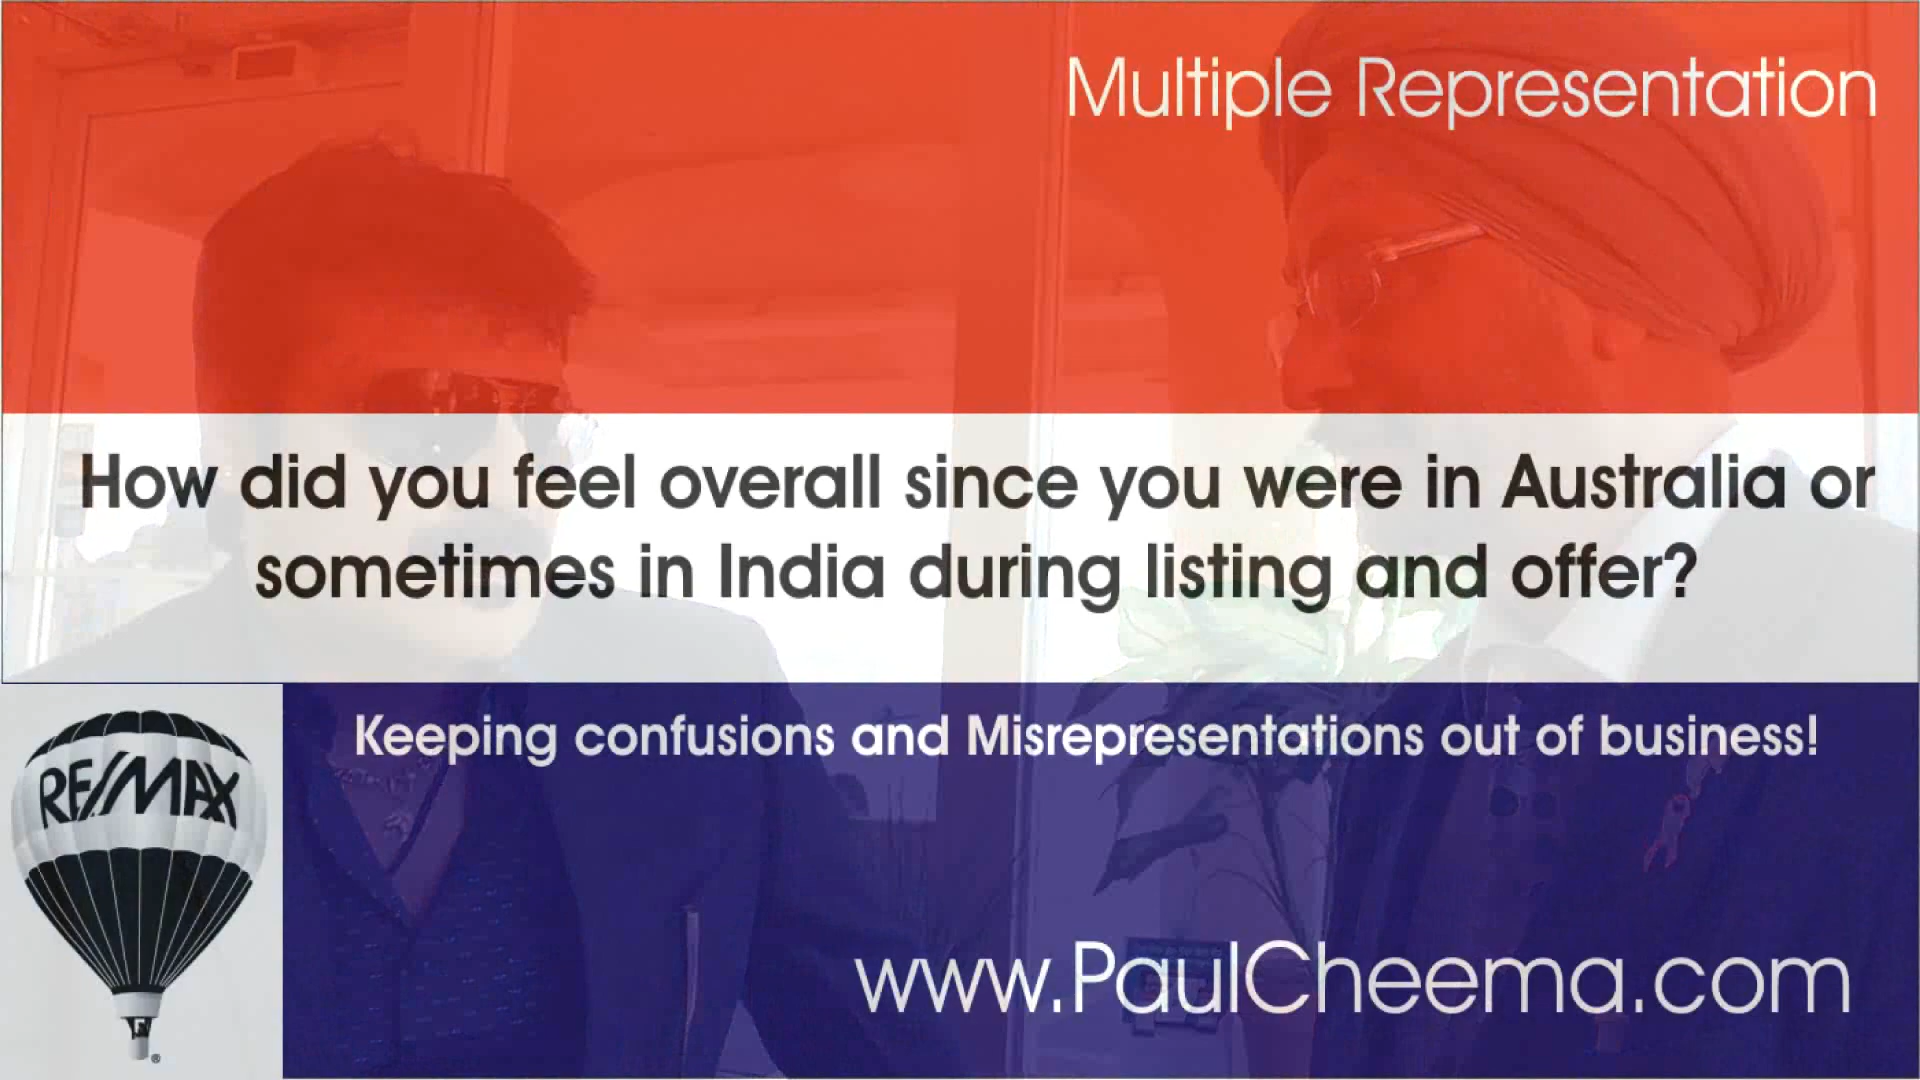 Multiple Representation
How did you feel overall since you were in Australia or
sometimes in India during listing and offer?
Keeping confusions and Misrepresentations out of business!
RE/MAX
®
www.PaulCheema.com